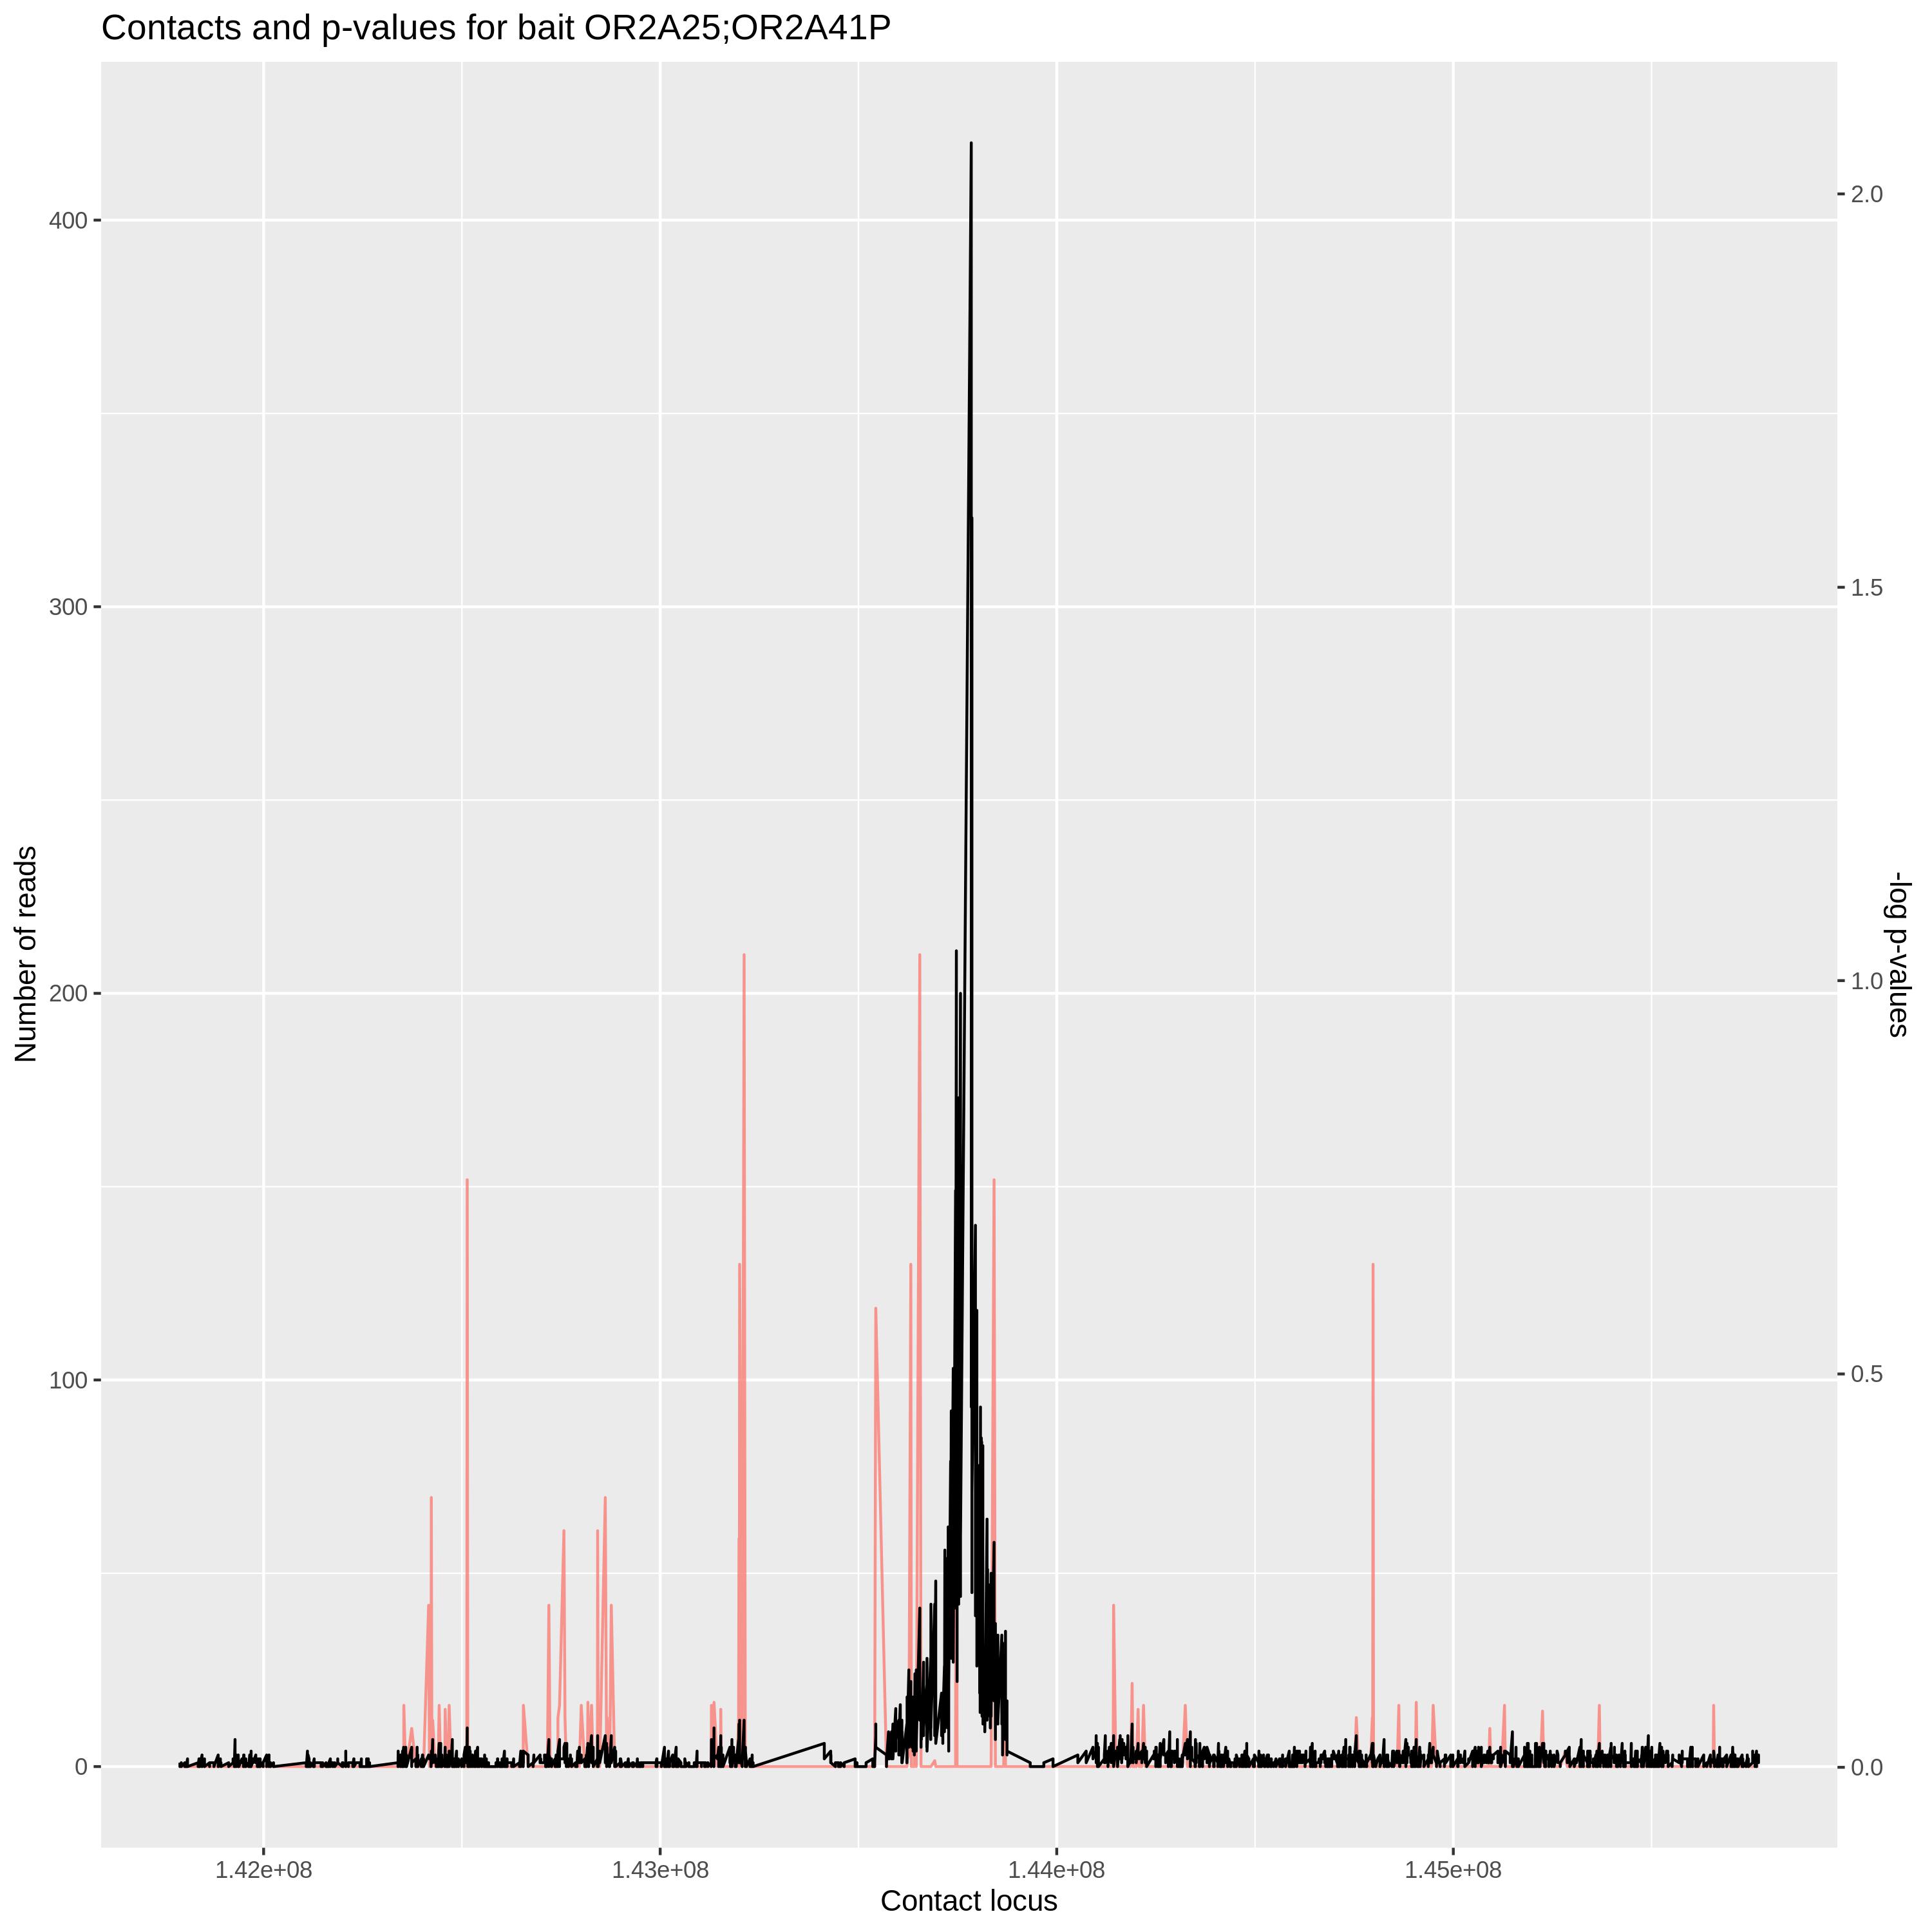 Contacts and p-values for bait OR2A25;OR2A41P
400
300
200
100
0
Number of reads
2.0
1.5
1.0
0.5
0.0
-log p-values
1.42e+08
1.43e+08
1.44e+08
1.45e+08
Contact locus